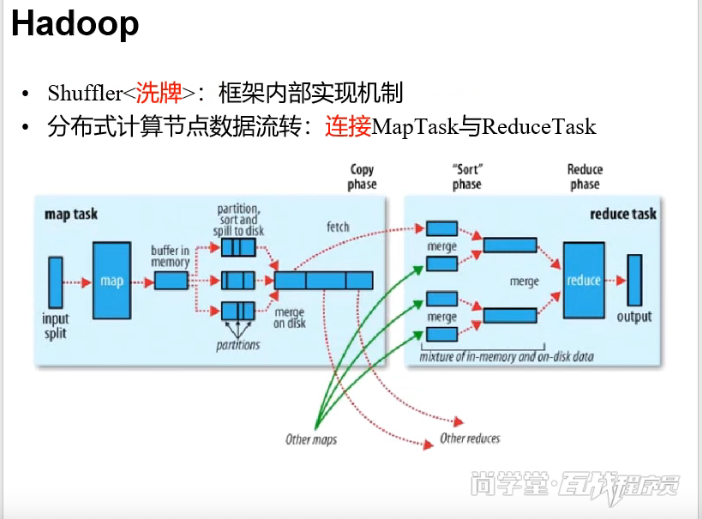 Hadoop
• Shuffler<洗牌>：框架内部实现机制
• 分布式计算节点数据流转：连接MapTask与ReduceTask
Copy phase
"Sort" phase
Reduce phase
map task
partition, sort and spill to disk
fetch
reduce task
buffer in memory
merge
map
merge
reduce
input split
merge on disk
merge
output
partitions
mixture of in-memory and on-disk data
Other maps
Other reduces
尚学堂·百战程序员